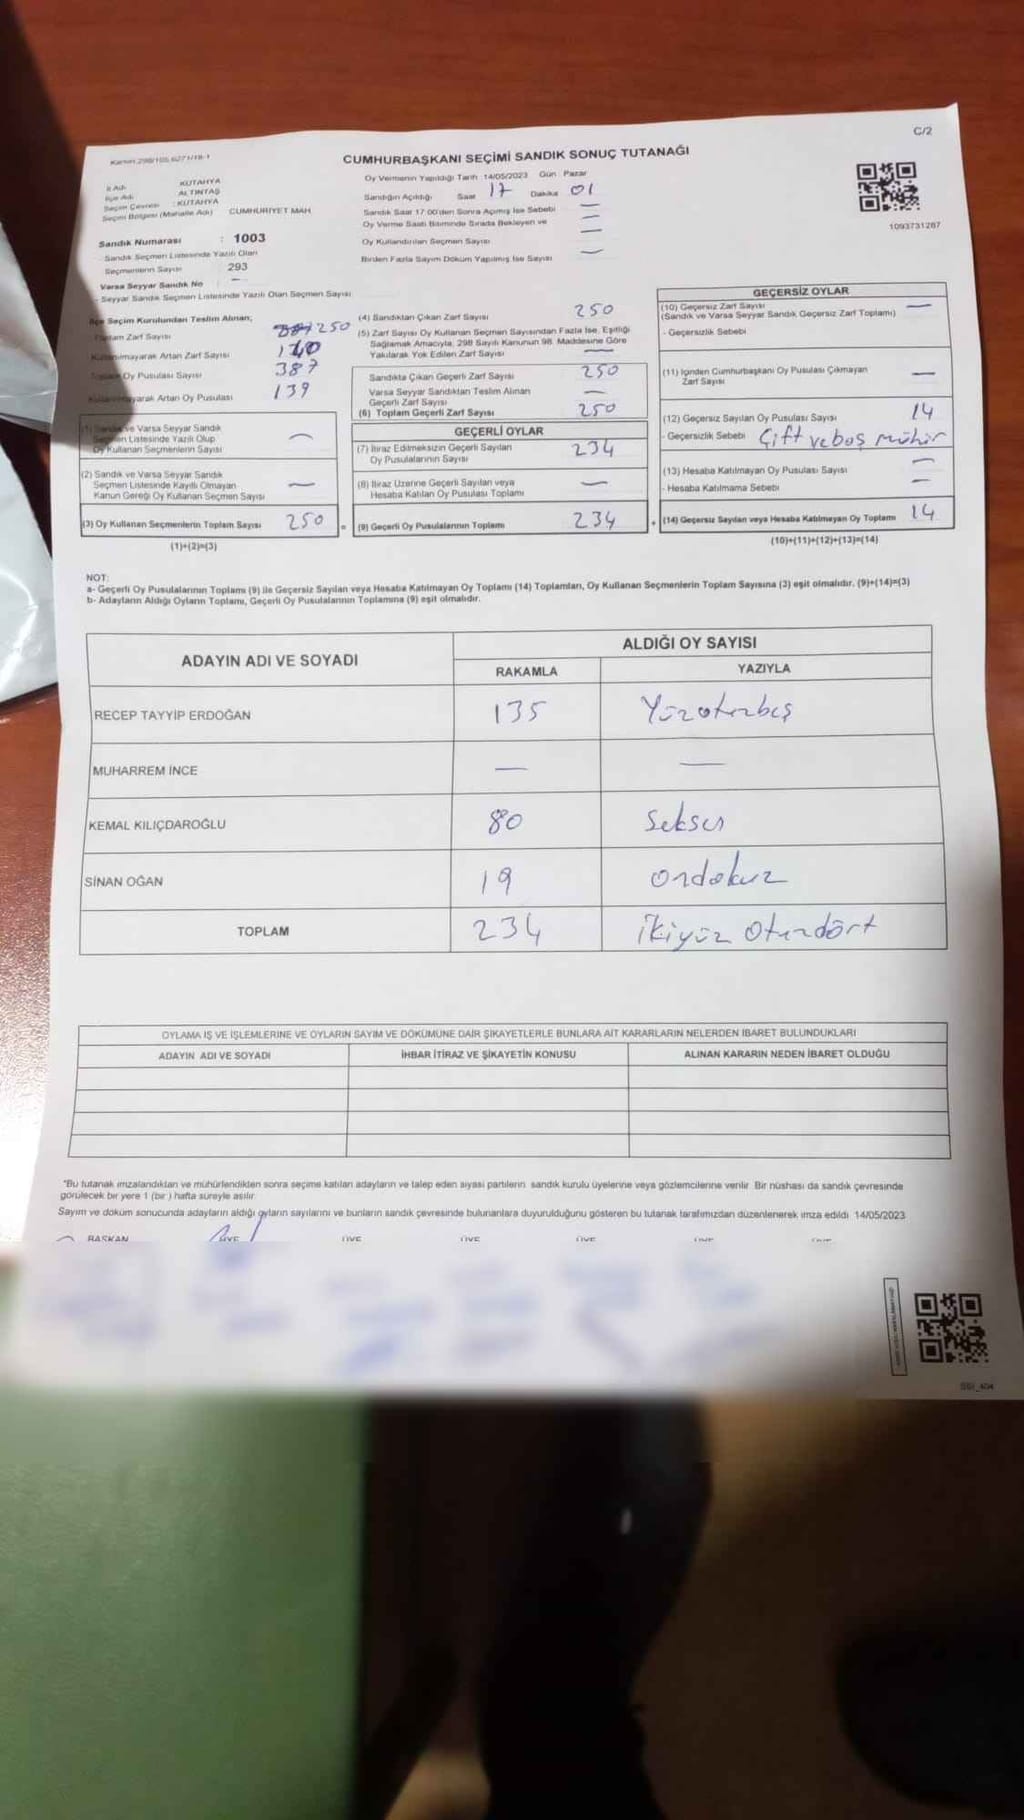 C/2
Kanun 298/105,6271/18-1
CUMHURBAŞKANI SEÇİMİ SANDIK SONUÇ TUTANAĞI
İl Adı KÜTAHYA
İlçe Adı ALTINTAŞ
Seçim Çevresi : KÜTAHYA
Seçim Bölgesi (Mahalle Adı) CUMHURİYET MAH.
Sandık Numarası : 1003
Sandık Seçmen Listesinde Yazılı Olan
Seçmenlerin Sayısı 293
Varsa Seyyar Sandık No —
- Seyyar Sandık Seçmen Listesinde Yazılı Olan Seçmen Sayısı
Oy Vermenin Yapıldığı Tarih 14/05/2023 Gün Pazar
Sandığın Açıldığı Saat 17 Dakika 01
Sandık Saat 17.00'den Sonra Açılmış İse Sebebi —
Oy Verme Saati Bitiminde Sırada Bekleyen ve —
Oy Kullandırılan Seçmen Sayısı
Birden Fazla Sayım Döküm Yapılmış İse Sayısı —
1093731287
İlçe Seçim Kurulundan Teslim Alınan;
Toplam Zarf Sayısı 250
Kullanılmayarak Artan Zarf Sayısı
Toplam Oy Pusulası Sayısı 387
Kullanılmayarak Artan Oy Pusulası 139
(1) Sandık ve Varsa Seyyar Sandık
Seçmen Listesinde Yazılı Olup
Oy Kullanan Seçmenlerin Sayısı —
(2) Sandık ve Varsa Seyyar Sandık
Seçmen Listesinde Kayıtlı Olmayan
Kanun Gereği Oy Kullanan Seçmen Sayısı —
(3) Oy Kullanan Seçmenlerin Toplam Sayısı 250 =
(1)+(2)=(3)
(4) Sandıktan Çıkan Zarf Sayısı 250
(5) Zarf Sayısı Oy Kullanan Seçmen Sayısından Fazla İse, Eşitliği
Sağlamak Amacıyla, 298 Sayılı Kanunun 98. Maddesine Göre
Yakılarak Yok Edilen Zarf Sayısı —
Sandıkta Çıkan Geçerli Zarf Sayısı 250
Varsa Seyyar Sandıktan Teslim Alınan
Geçerli Zarf Sayısı —
(6) Toplam Geçerli Zarf Sayısı 250
GEÇERLİ OYLAR
(7) İtiraz Edilmeksizin Geçerli Sayılan
Oy Pusulalarının Sayısı 234
(8) İtiraz Üzerine Geçerli Sayılan veya
Hesaba Katılan Oy Pusulası Toplamı —
(9) Geçerli Oy Pusulalarının Toplamı 234 +
GEÇERSİZ OYLAR
(10) Geçersiz Zarf Sayısı —
(Sandık ve Varsa Seyyar Sandık Geçersiz Zarf Toplamı)
- Geçersizlik Sebebi
(11) İçinden Cumhurbaşkanı Oy Pusulası Çıkmayan
Zarf Sayısı —
(12) Geçersiz Sayılan Oy Pusulası Sayısı 14
- Geçersizlik Sebebi Çift ve boş mühür
(13) Hesaba Katılmayan Oy Pusulası Sayısı —
- Hesaba Katılmama Sebebi —
(14) Geçersiz Sayılan veya Hesaba Katılmayan Oy Toplamı 14
(10)+(11)+(12)+(13)=(14)
NOT:
a- Geçerli Oy Pusulalarının Toplamı (9) ile Geçersiz Sayılan veya Hesaba Katılmayan Oy Toplamı (14) Toplamları, Oy Kullanan Seçmenlerin Toplam Sayısına (3) eşit olmalıdır. (9)+(14)=(3)
b- Adayların Aldığı Oyların Toplamı, Geçerli Oy Pusulalarının Toplamına (9) eşit olmalıdır.
ADAYIN ADI VE SOYADI ALDIĞI OY SAYISI
RAKAMLA YAZIYLA
RECEP TAYYİP ERDOĞAN 135 Yüzotuzbeş
MUHARREM İNCE — —
KEMAL KILIÇDAROĞLU 80 Seksen
SİNAN OĞAN 19 Ondokuz
TOPLAM 234 İkiyüz Otuzdört
OYLAMA İŞ VE İŞLEMLERİNE VE OYLARIN SAYIM VE DÖKÜMÜNE DAİR ŞİKAYETLERLE BUNLARA AİT KARARLARIN NELERDEN İBARET BULUNDUKLARI
ADAYIN ADI VE SOYADI İHBAR İTİRAZ VE ŞİKAYETİN KONUSU ALINAN KARARIN NEDEN İBARET OLDUĞU
*Bu tutanak imzalandıktan ve mühürlendikten sonra seçime katılan adayların ve talep eden siyasi partilerin sandık kurulu üyelerine veya gözlemcilerine verilir. Bir nüshası da sandık çevresinde
görülecek bir yere 1 (bir) hafta süreyle asılır.
Sayım ve döküm sonucunda adayların aldığı oyların sayılarını ve bunların sandık çevresinde bulunanlara duyurulduğunu gösteren bu tutanak tarafımızdan düzenlenerek imza edildi. 14/05/2023
BAŞKAN ÜYE ÜYE ÜYE ÜYE ÜYE ÜYE